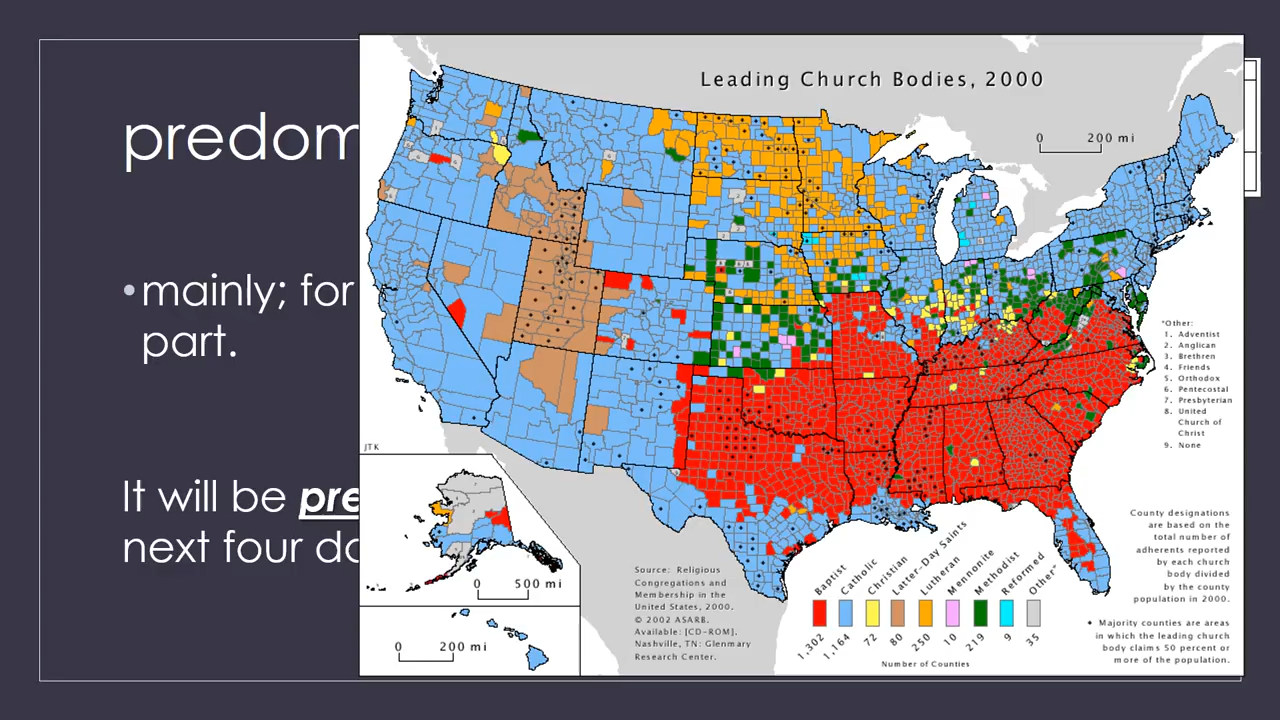 predom
mainly; for
part.
It will be pre
next four da
Leading Church Bodies, 2000
0 200 mi
*Other:
1. Adventist
2. Anglican
3. Brethren
4. Friends
5. Orthodox
6. Pentecostal
7. Presbyterian
8. United
Church of
Christ
9. None
JTK
0 500 mi
0 200 mi
Source: Religious
Congregations and
Membership in the
United States, 2000.
© 2002 ASARB.
Available: [CD-ROM].
Nashville, TN: Glenmary
Research Center.
Baptist
Catholic
Christian
Latter-Day Saints
Lutheran
Mennonite
Methodist
Reformed
Other*
1,302
1,164
72
80
250
10
219
9
35
Number of Counties
County designations
are based on the
total number of
adherents reported
by each church
body divided
by the county
population in 2000.
• Majority counties are areas
in which the leading church
body claims 50 percent or
more of the population.